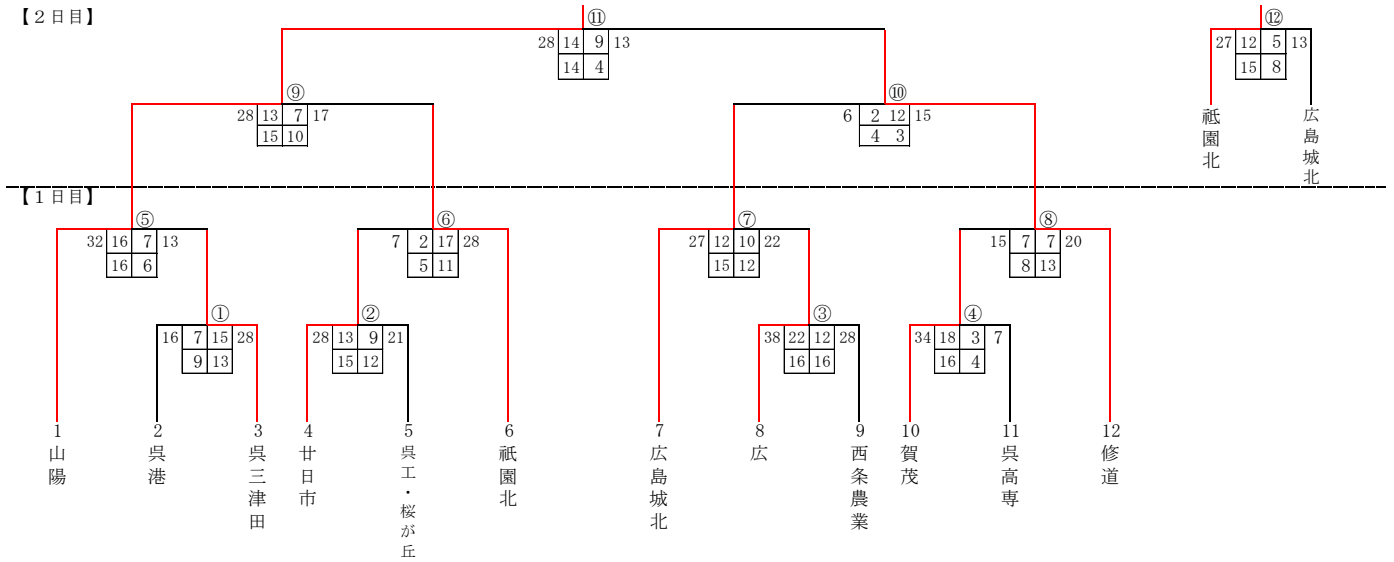 【２日目】
⑪
28 14 9 13
14 4
⑫
27 12 5 13
15 8
祗園北
広島城北
⑨
28 13 7 17
15 10
⑩
6 2 12 15
4 3
【１日目】
⑤
32 16 7 13
16 6
⑥
7 2 17 28
5 11
⑦
27 12 10 22
15 12
⑧
15 7 7 20
8 13
①
16 7 15 28
9 13
②
28 13 9 21
15 12
③
38 22 12 28
16 16
④
34 18 3 7
16 4
1 山陽
2 呉港
3 呉三津田
4 廿日市
5 呉工・桜が丘
6 祗園北
7 広島城北
8 広
9 西条農業
10 賀茂
11 呉高専
12 修道